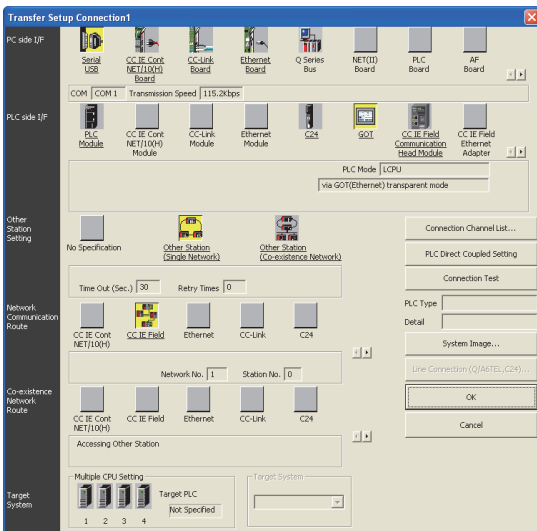 Transfer Setup Connection1
PC side I/F
Serial
USB
CC IE Cont
NET/10(H)
Board
CC-Link
Board
Ethernet
Board
Q Series
Bus
NET(II)
Board
PLC
Board
AF
Board
COM COM 1 Transmission Speed 115.2Kbps
PLC side I/F
PLC
Module
CC IE Cont
NET/10(H)
Module
CC-Link
Module
Ethernet
Module
C24
GOT
CC IE Field
Communication
Head Module
CC IE Field
Ethernet
Adapter
PLC Mode LCPU
via GOT(Ethernet) transparent mode
Other
Station
Setting
No Specification
Other Station
(Single Network)
Other Station
(Co-existence Network)
Time Out (Sec.) 30 Retry Times 0
Connection Channel List...
PLC Direct Coupled Setting
Connection Test
PLC Type
Detail
System Image...
Line Connection (Q/A6TEL,C24)...
OK
Cancel
Network
Communication
Route
CC IE Cont
NET/10(H)
CC IE Field
Ethernet
CC-Link
C24
Network No. 1 Station No. 0
Co-existence
Network
Route
CC IE Cont
NET/10(H)
CC IE Field
Ethernet
CC-Link
C24
Accessing Other Station
Target
System
Multiple CPU Setting
1 2 3 4
Target PLC
Not Specified
Target System